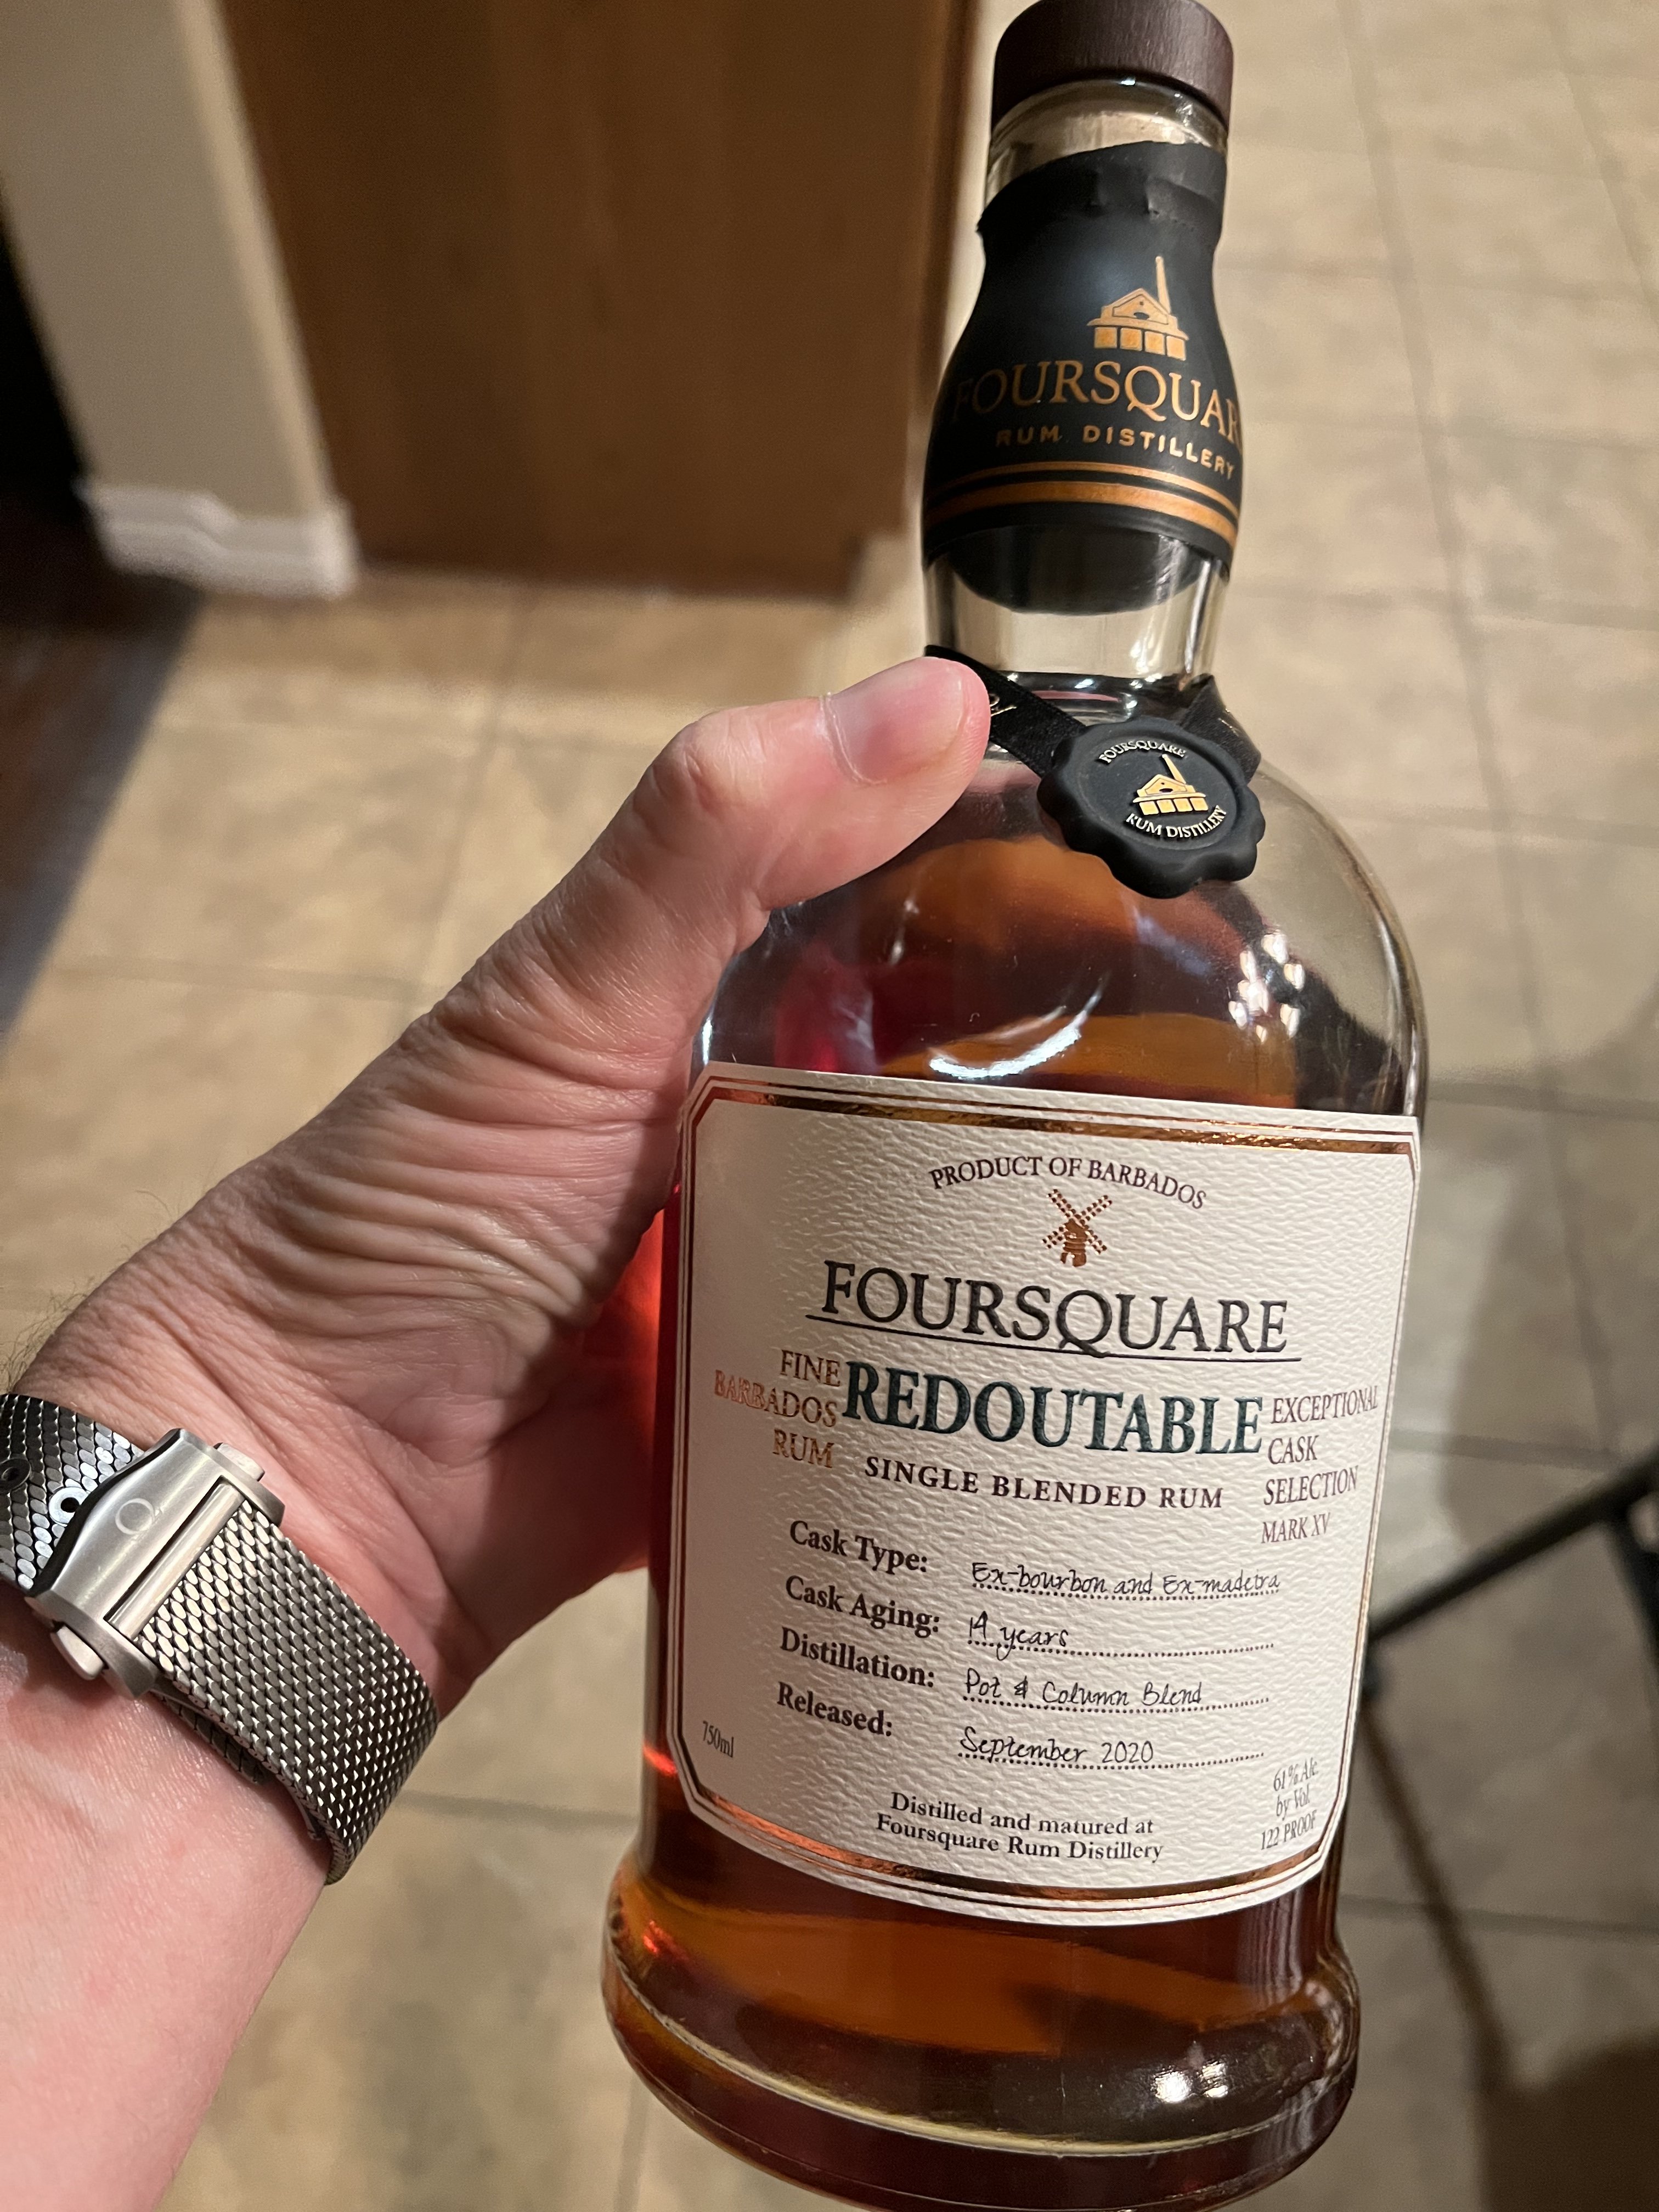 FOURSQUAR
RUM DISTILLERY
FOURSQUARE
RUM DISTILLERY
PRODUCT OF BARBADOS
FOURSQUARE
FINE
BARBADOS
RUM
REDOUTABLE
EXCEPTIONAL
CASK
SELECTION
MARK XV
SINGLE BLENDED RUM
Cask Type: Ex-bourbon and Ex-madeira
Cask Aging: 14 years
Distillation: Pot & Column Blend
Released: September 2020
750ml
61% Alc.
by Vol.
122 PROOF
Distilled and matured at
Foursquare Rum Distillery